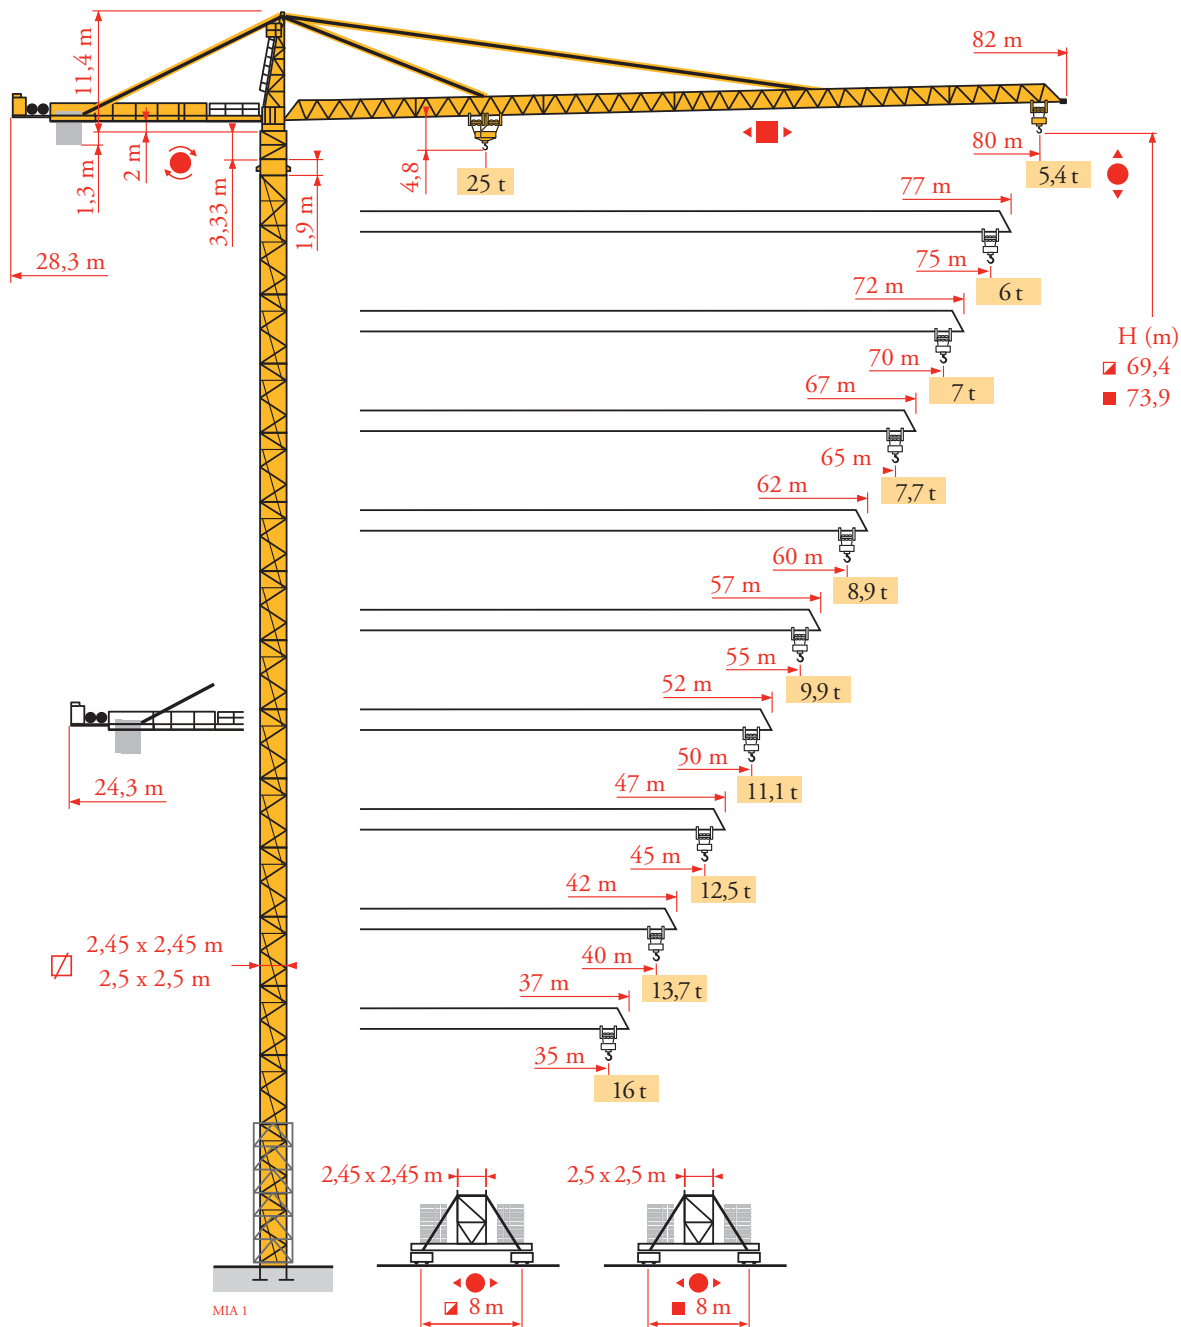 11,4 m
82 m
2 m
1,3 m
3,33 m
1,9 m
4,8
28,3 m
25 t
80 m
5,4 t
77 m
75 m
6 t
72 m
70 m
7 t
H (m)
69,4
73,9
67 m
65 m
7,7 t
62 m
60 m
8,9 t
57 m
55 m
9,9 t
52 m
50 m
11,1 t
24,3 m
47 m
45 m
12,5 t
42 m
40 m
13,7 t
2,45 x 2,45 m
2,5 x 2,5 m
37 m
35 m
16 t
2,45 x 2,45 m
2,5 x 2,5 m
8 m
8 m
MIA 1